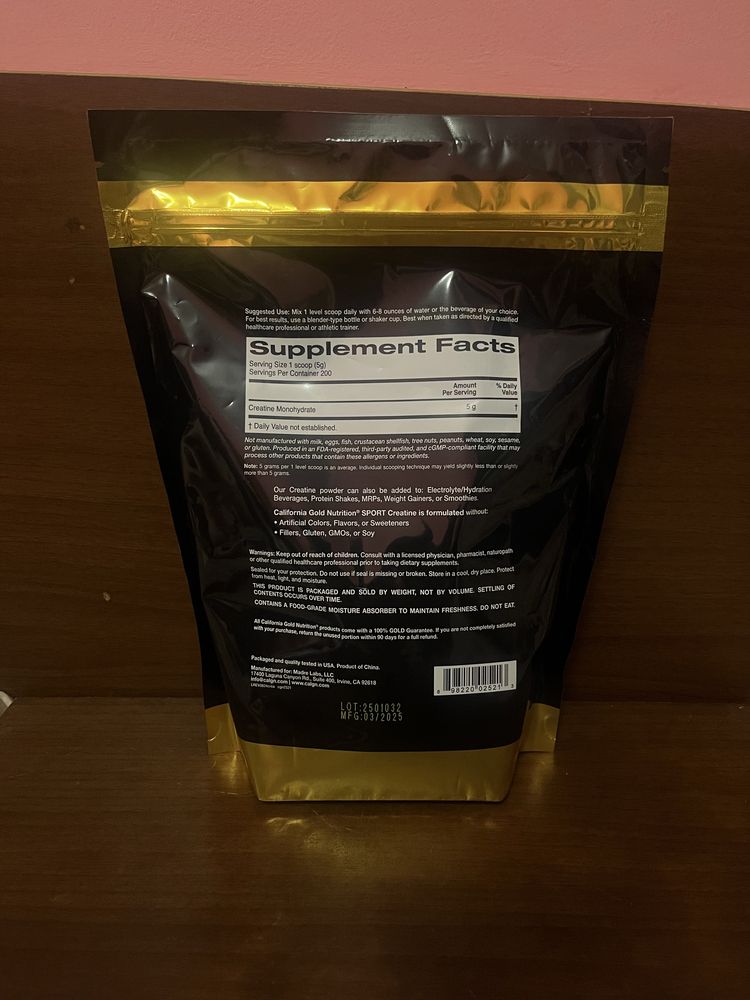 Suggested Use: Mix 1 level scoop daily with 6-8 ounces of water or the beverage of your choice.
For best results, use a blender-type bottle or shaker cup. Best when taken as directed by a qualified
healthcare professional or athletic trainer.
Supplement Facts
Serving Size 1 scoop (5g)
Servings Per Container 200
Amount % Daily
Per Serving Value
Creatine Monohydrate 5 g †
† Daily Value not established.
Not manufactured with milk, eggs, fish, crustacean shellfish, tree nuts, peanuts, wheat, soy, sesame,
or gluten. Produced in an FDA-registered, third-party audited, and cGMP-compliant facility that may
process other products that contain these allergens or ingredients.
Note: 5 grams per 1 level scoop is an average. Individual scooping technique may yield slightly less than or slightly
more than 5 grams.
Our Creatine powder can also be added to: Electrolyte/Hydration
Beverages, Protein Shakes, MRPs, Weight Gainers, or Smoothies.
California Gold Nutrition® SPORT Creatine is formulated without:
• Artificial Colors, Flavors, or Sweeteners
• Fillers, Gluten, GMOs, or Soy
Warnings: Keep out of reach of children. Consult with a licensed physician, pharmacist, naturopath
or other qualified healthcare professional prior to taking dietary supplements.
Sealed for your protection. Do not use if seal is missing or broken. Store in a cool, dry place. Protect
from heat, light, and moisture.
THIS PRODUCT IS PACKAGED AND SOLD BY WEIGHT, NOT BY VOLUME. SETTLING OF
CONTENTS OCCURS OVER TIME.
CONTAINS A FOOD-GRADE MOISTURE ABSORBER TO MAINTAIN FRESHNESS. DO NOT EAT.
All California Gold Nutrition® products come with a 100% GOLD Guarantee. If you are not completely satisfied
with your purchase, return the unused portion within 90 days for a full refund.
Packaged and quality tested in USA, Product of China.
Manufactured for: Madre Labs, LLC
17400 Laguna Canyon Rd., Suite 400, Irvine, CA 92618
info@calgn.com | www.calgn.com
8 98220 02521 3
LOT:2501032
MFG:03/2025